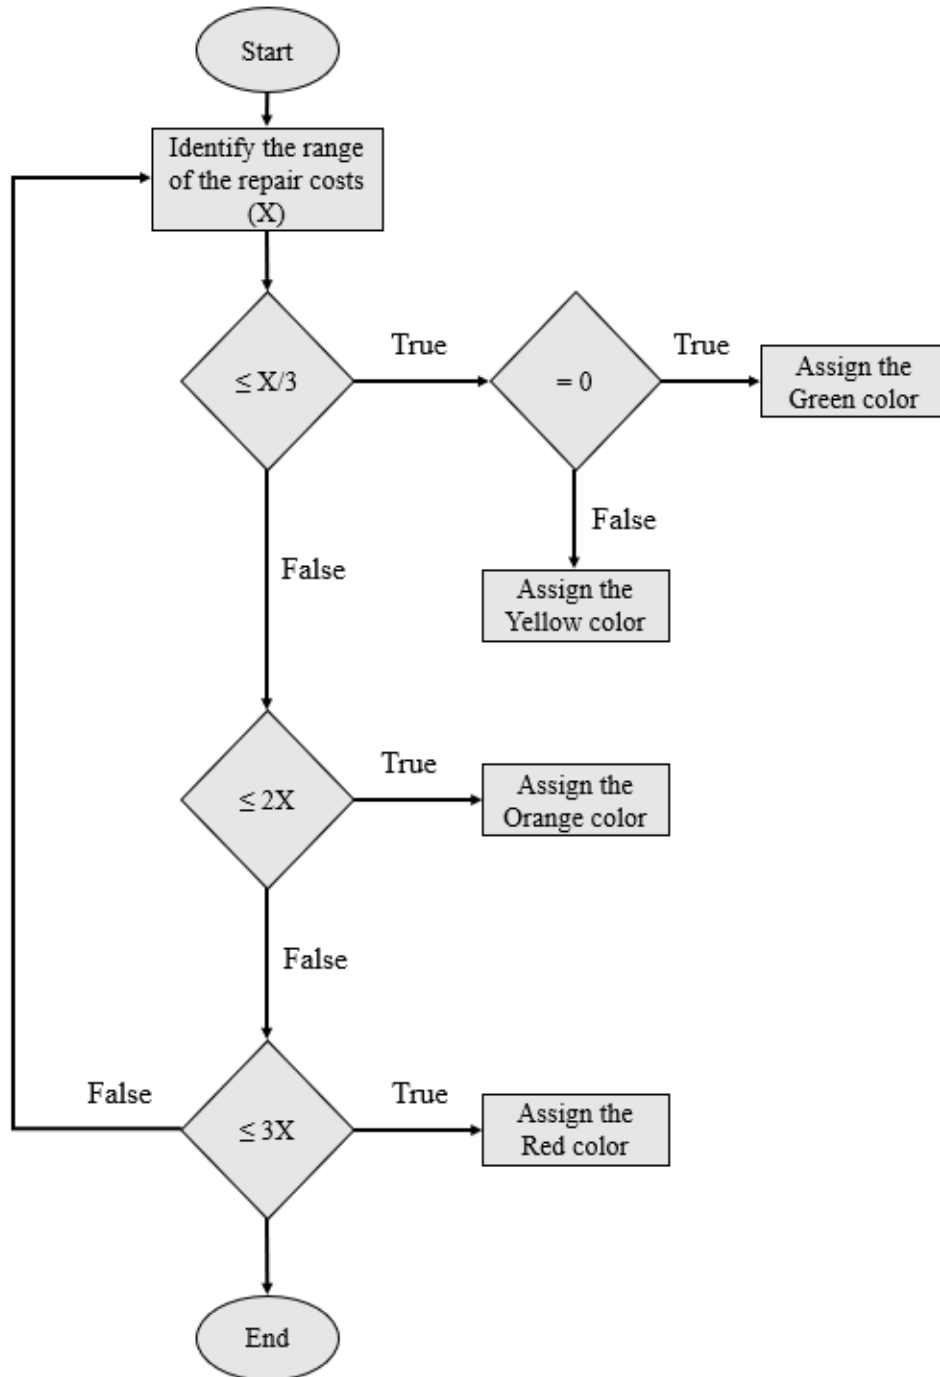 Start
Identify the range
of the repair costs
(X)
≤ X/3
True
= 0
True
Assign the
Green color
False
Assign the
Yellow color
False
≤ 2X
True
Assign the
Orange color
False
≤ 3X
False
True
Assign the
Red color
End